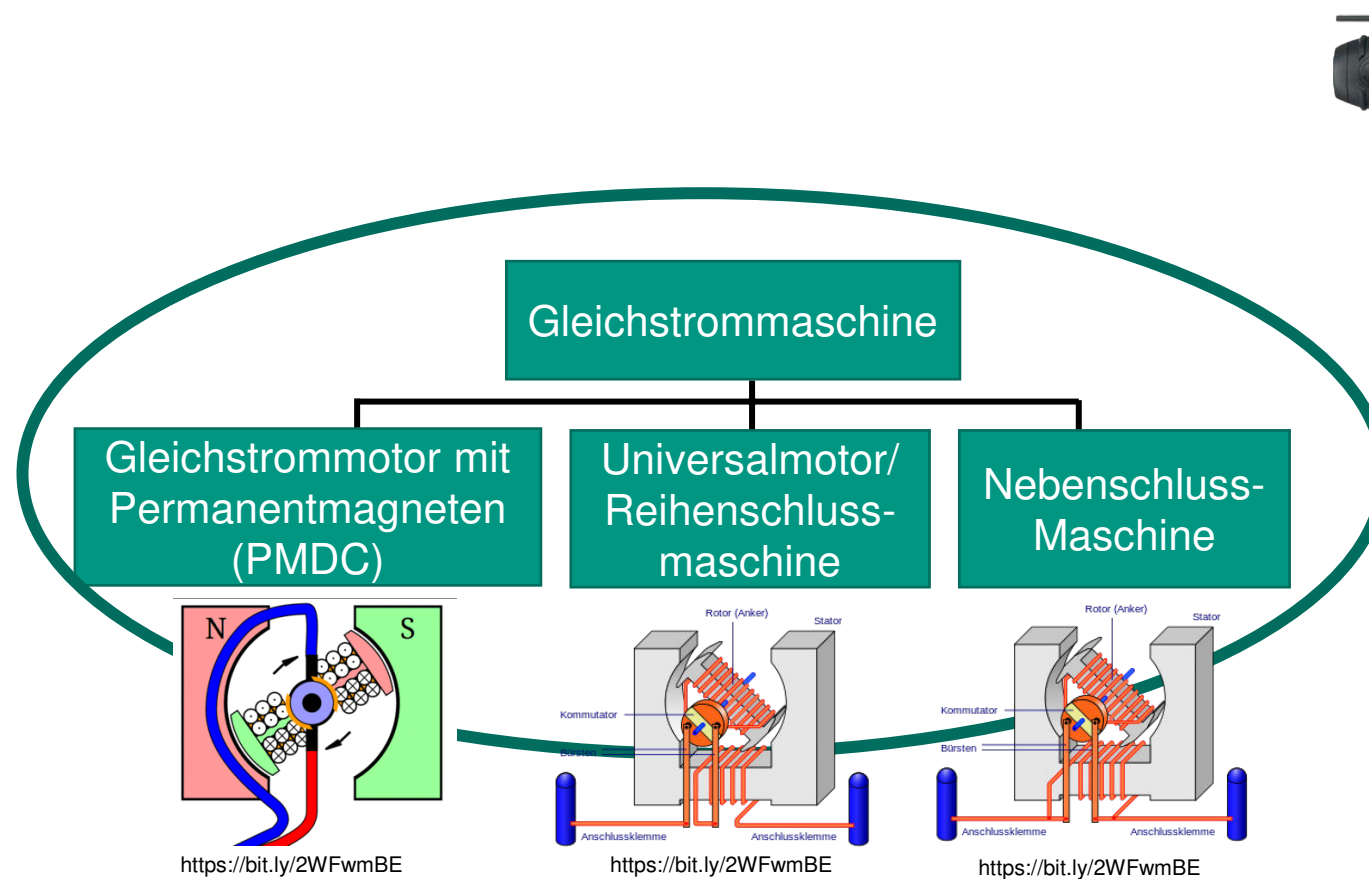 Gleichstrommaschine
Gleichstrommotor mit
Permanentmagneten
(PMDC)
Universalmotor/
Reihenschluss-
maschine
Nebenschluss-
Maschine
N
S
Rotor (Anker)
Stator
Kommutator
Bürsten
Anschlussklemme
Anschlussklemme
Rotor (Anker)
Stator
Kommutator
Bürsten
Anschlussklemme
Anschlussklemme
https://bit.ly/2WFwmBE
https://bit.ly/2WFwmBE
https://bit.ly/2WFwmBE